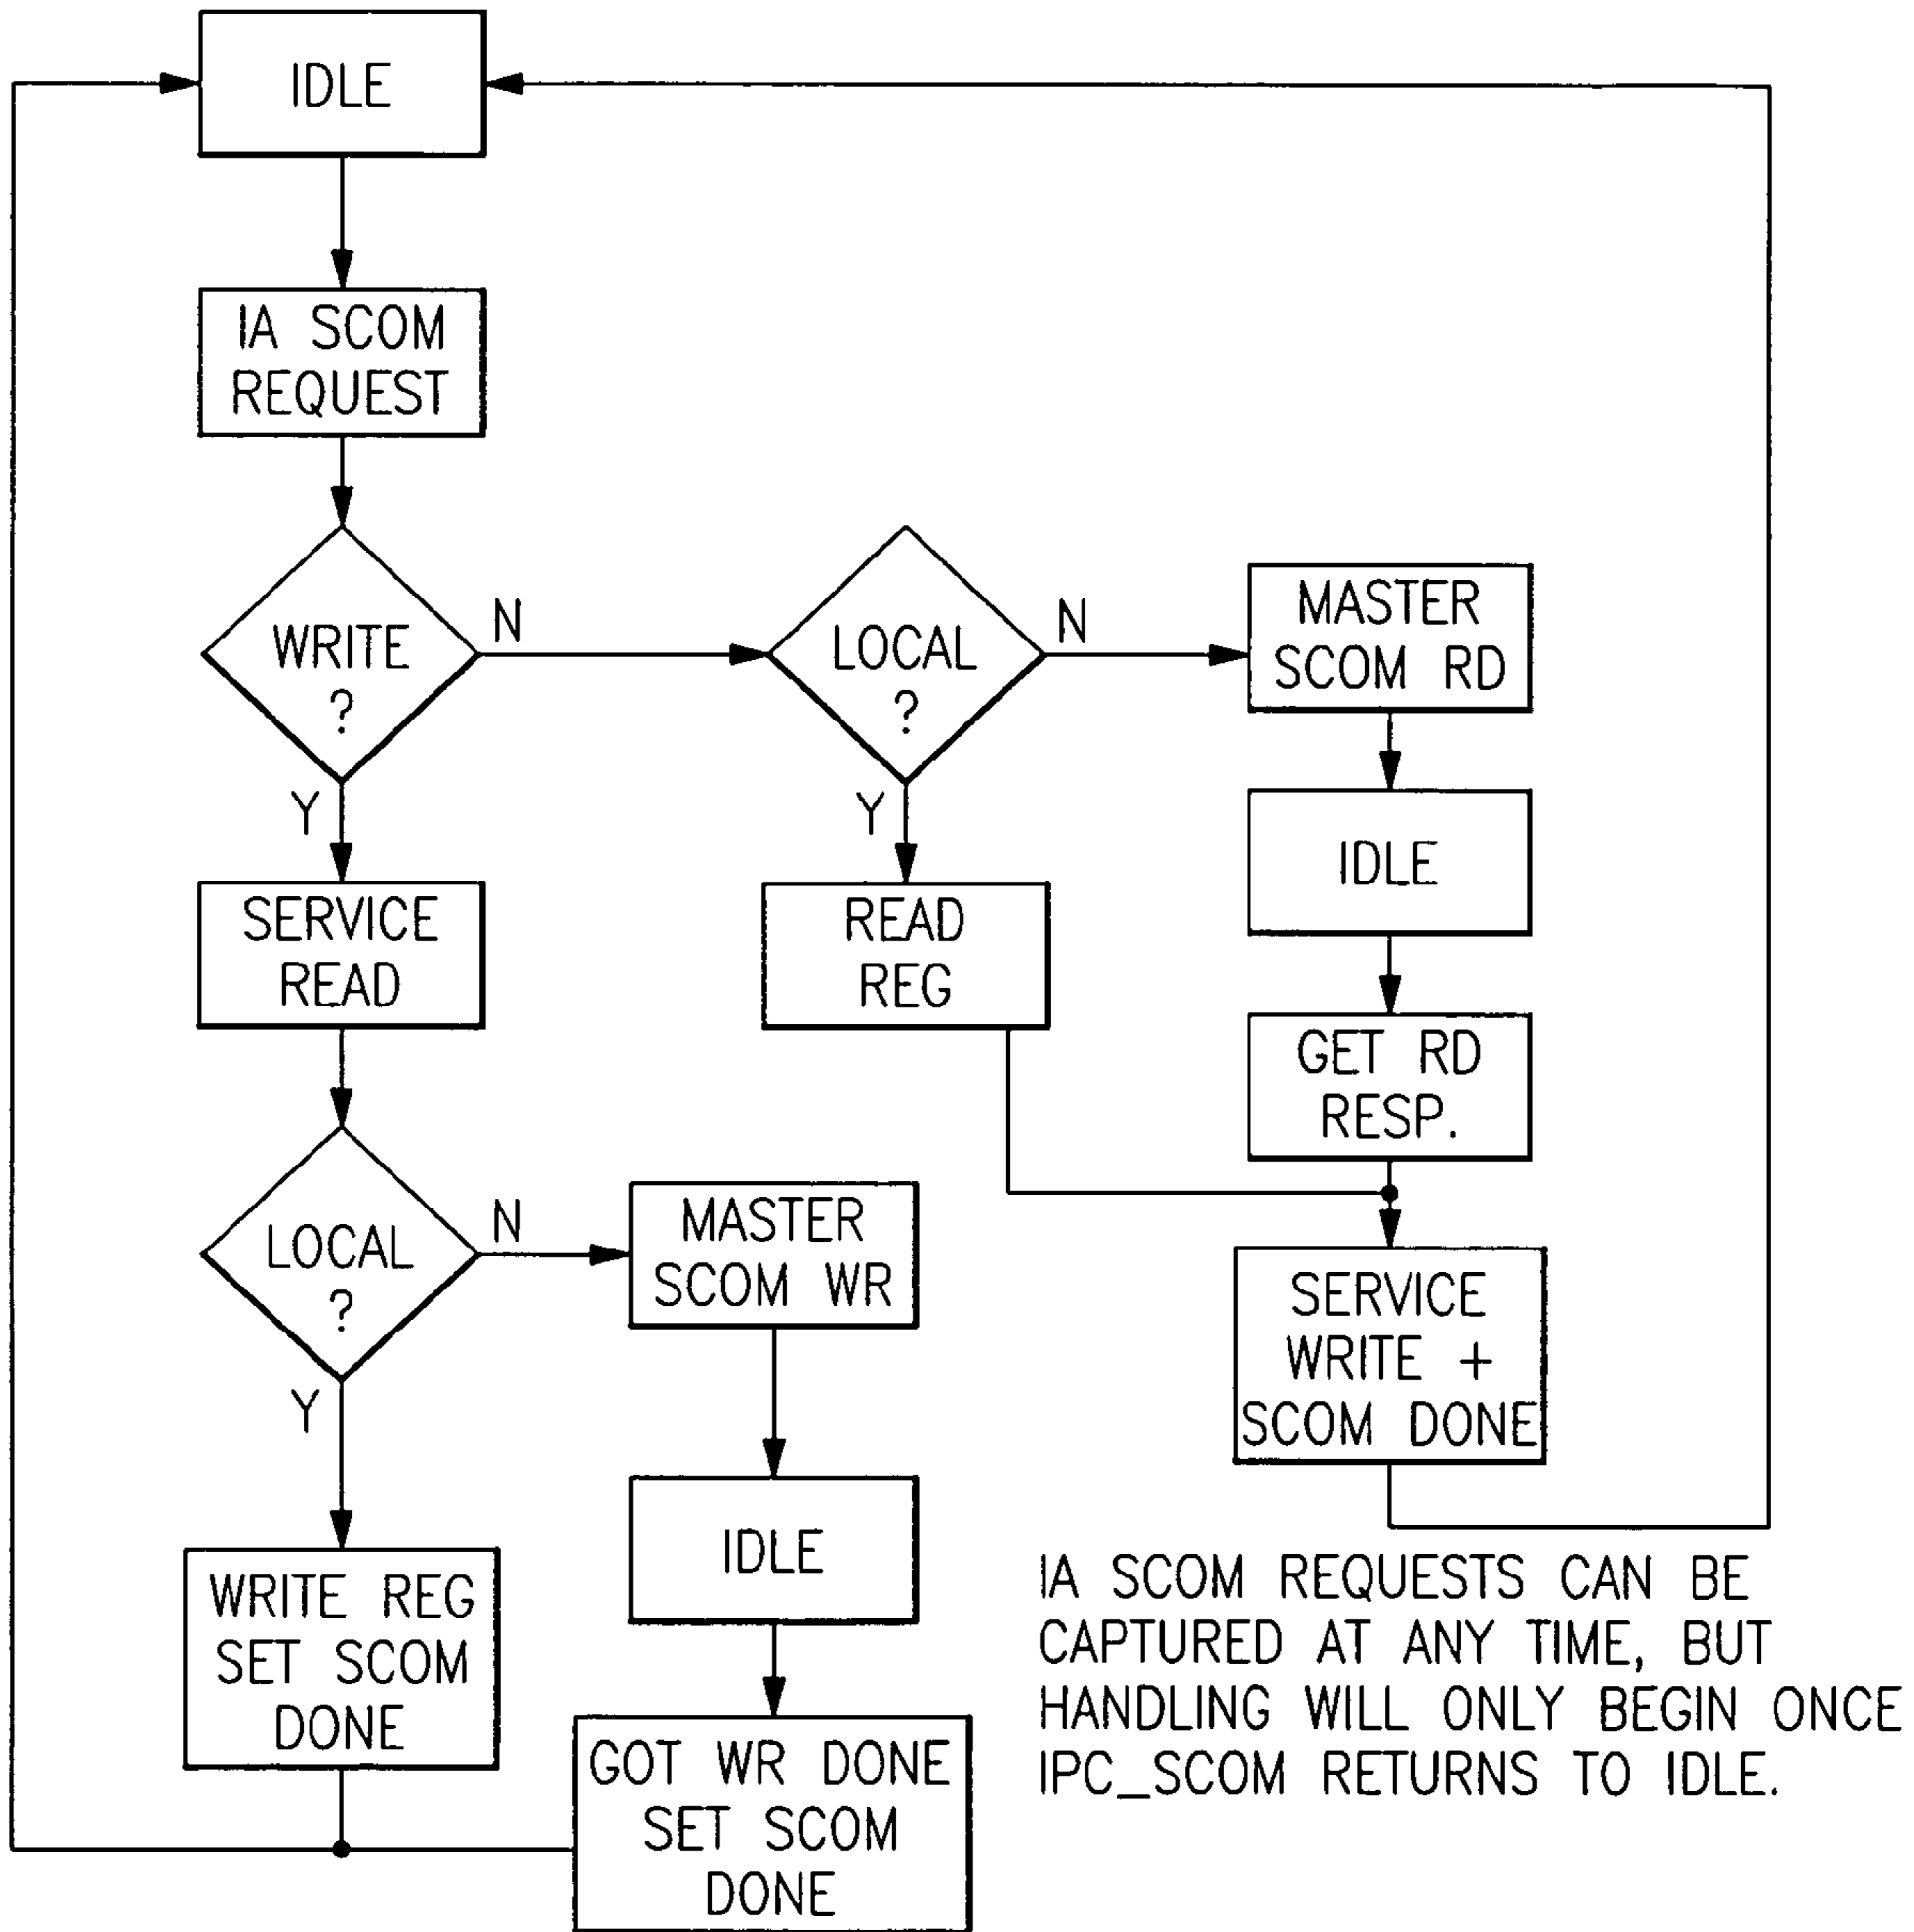 IDLE
IA SCOM
REQUEST
WRITE
?
N
Y
LOCAL
?
N
Y
MASTER
SCOM RD
IDLE
GET RD
RESP.
READ
REG
SERVICE
WRITE +
SCOM DONE
SERVICE
READ
LOCAL
?
N
Y
MASTER
SCOM WR
IDLE
GOT WR DONE
SET SCOM
DONE
WRITE REG
SET SCOM
DONE
IA SCOM REQUESTS CAN BE
CAPTURED AT ANY TIME, BUT
HANDLING WILL ONLY BEGIN ONCE
IPC_SCOM RETURNS TO IDLE.